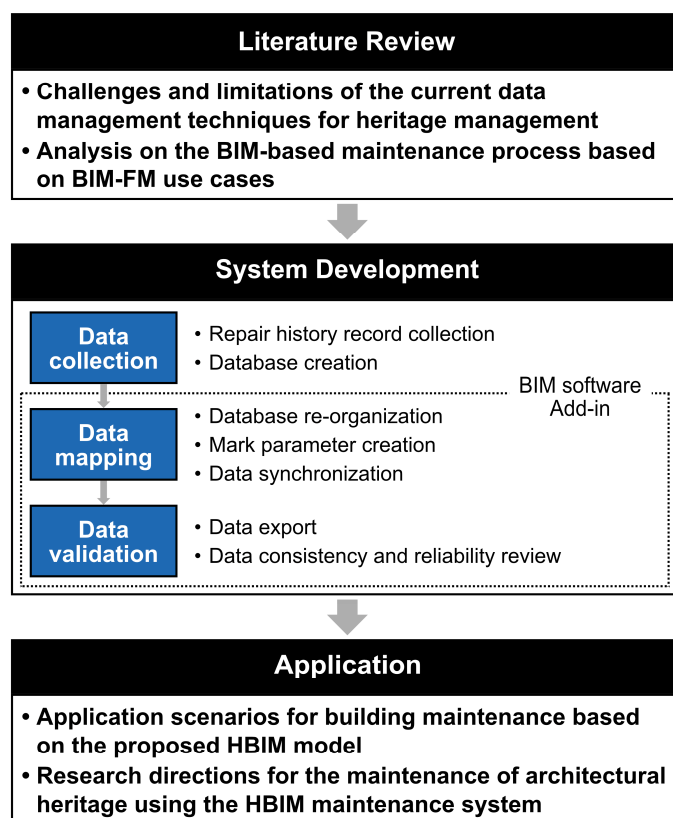 Literature Review
• Challenges and limitations of the current data
management techniques for heritage management
• Analysis on the BIM-based maintenance process based
on BIM-FM use cases
System Development
Data
collection
• Repair history record collection
• Database creation
BIM software
Add-in
Data
mapping
• Database re-organization
• Mark parameter creation
• Data synchronization
Data
validation
• Data export
• Data consistency and reliability review
Application
• Application scenarios for building maintenance based
on the proposed HBIM model
• Research directions for the maintenance of architectural
heritage using the HBIM maintenance system